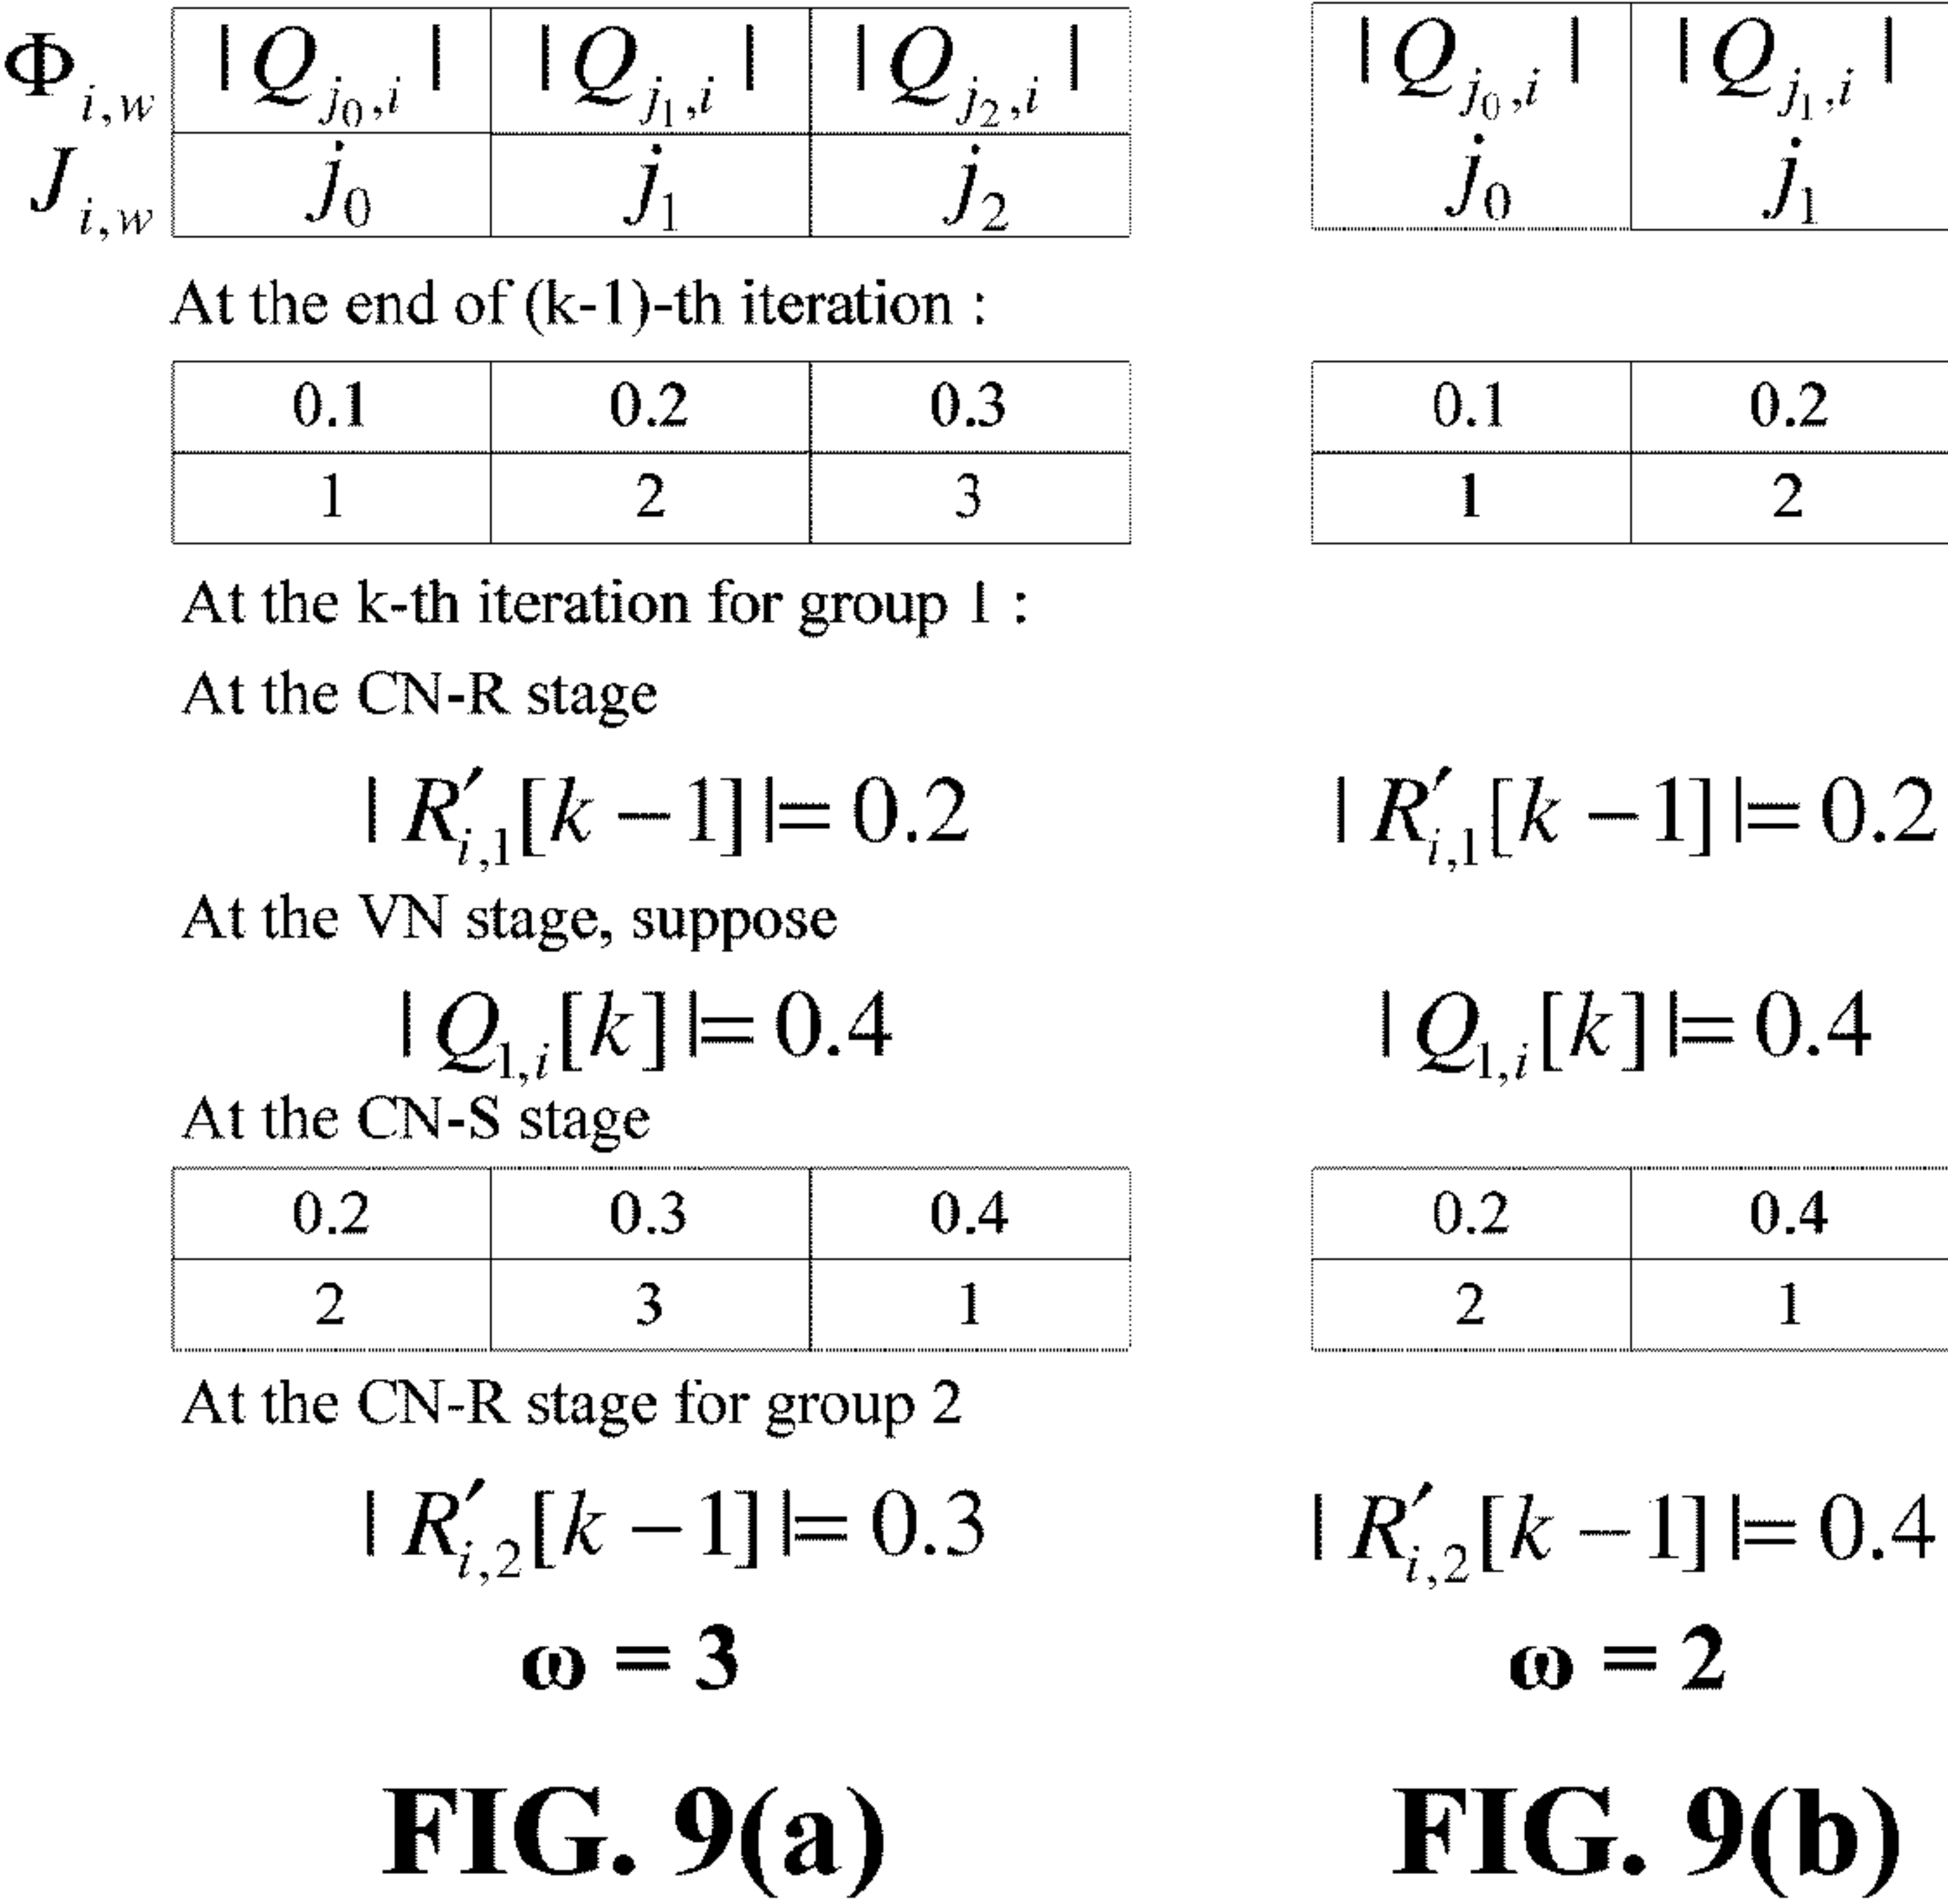 Φ_{i,w} |Q_{j_0,i}| |Q_{j_1,i}| |Q_{j_2,i}| |Q_{j_0,i}| |Q_{j_1,i}|
J_{i,w} j_0 j_1 j_2 j_0 j_1
At the end of (k-1)-th iteration :
0.1 0.2 0.3 0.1 0.2
1 2 3 1 2
At the k-th iteration for group 1 :
At the CN-R stage
|R′_{i,1}[k−1]|=0.2 |R′_{i,1}[k−1]|=0.2
At the VN stage, suppose
|Q_{1,i}[k]|=0.4 |Q_{1,i}[k]|=0.4
At the CN-S stage
0.2 0.3 0.4 0.2 0.4
2 3 1 2 1
At the CN-R stage for group 2
|R′_{i,2}[k−1]|=0.3 |R′_{i,2}[k−1]|=0.4
ω = 3 ω = 2
FIG. 9(a) FIG. 9(b)